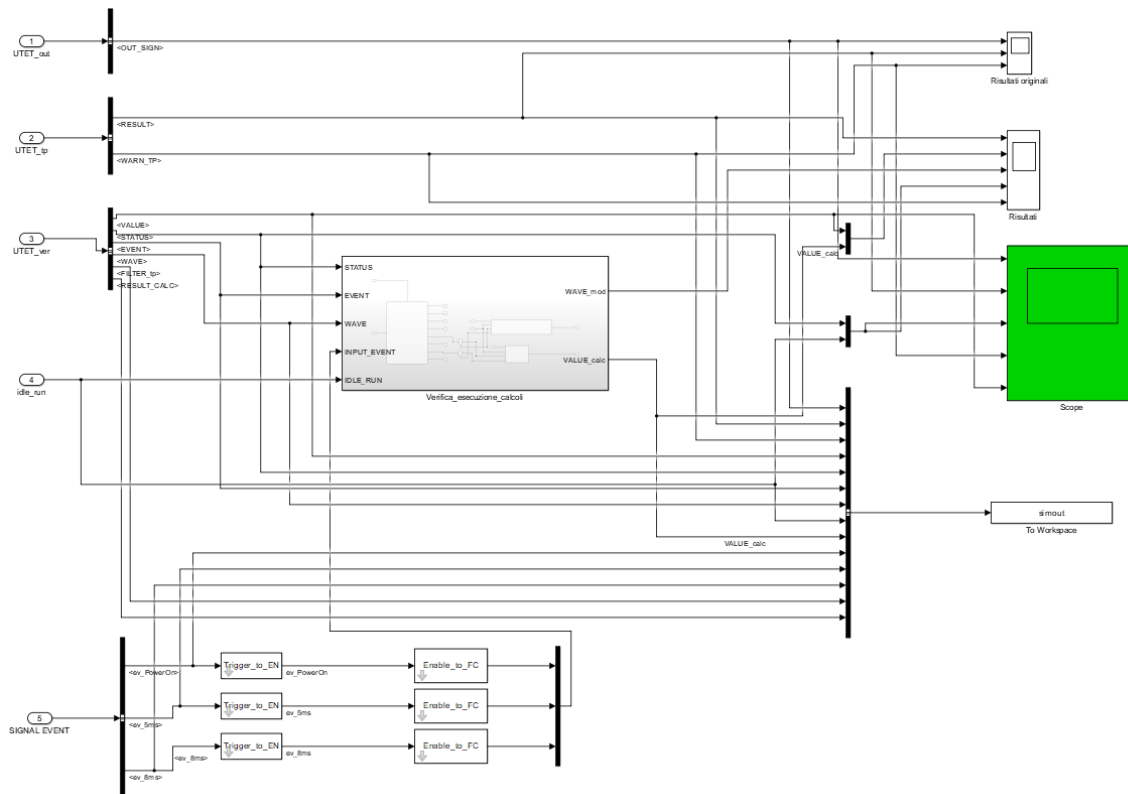 1
UTET_out
<OUT_SIGN>
Risultati originali
2
UTET_tp
<RESULT>
<WARN_TP>
Risultati
3
UTET_ver
<VALUE>
<STATUS>
<EVENT>
<WAVE>
<FILTER_tp>
<RESULT_CALC>
VALUE_calc
STATUS
EVENT
WAVE
INPUT_EVENT
IDLE_RUN
WAVE_mod
VALUE_calc
Verifica_esecuzione_calcoli
4
idle_run
Scope
simout
To Workspace
VALUE_calc
5
SIGNAL EVENT
<ev_PowerOn>
Trigger_to_EN
ev_PowerOn
Enable_to_FC
<ev_5ms>
Trigger_to_EN
ev_5ms
Enable_to_FC
<ev_8ms>
<ev_8ms>
Trigger_to_EN
ev_8ms
Enable_to_FC